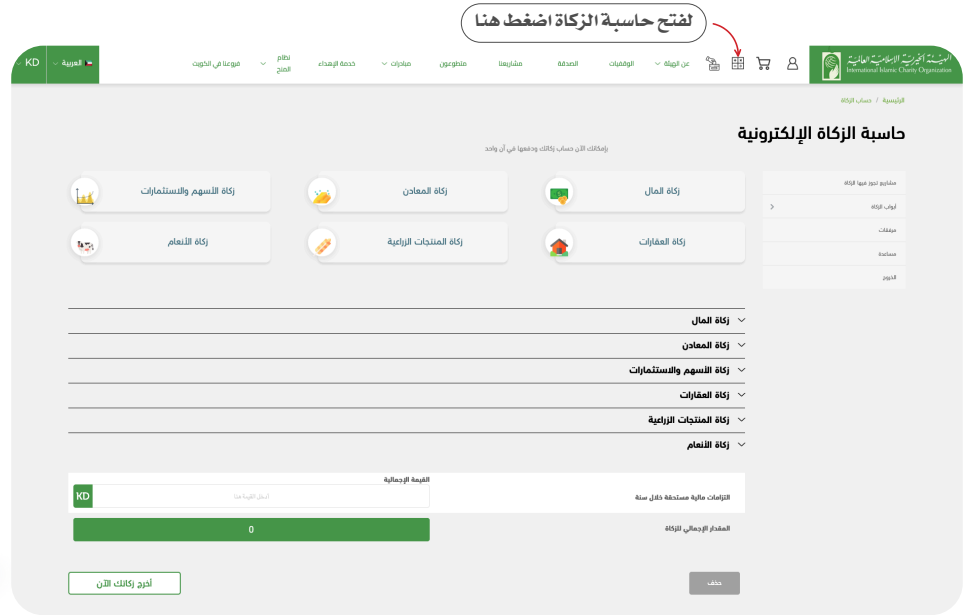 لفتح حاسبة الزكاة اضغط هنا
الهيئة الخيرية الإسلامية العالمية
International Islamic Charity Organization
عن الهيئة
الوقفيات
الصدقة
مشاريعنا
متطوعون
مبادرات
خدمة الإهداء
نظام المنح
فروعنا في الكويت
العربية
KD
الرئيسية / حساب الزكاة
حاسبة الزكاة الإلكترونية
بإمكانك الآن حساب زكاتك ودفعها في آن واحد
مشاريع تجوز فيها الزكاة
أبواب الزكاة
مرفقات
مساعدة
الخروج
زكاة المال
زكاة المعادن
زكاة الأسهم والاستثمارات
زكاة العقارات
زكاة المنتجات الزراعية
زكاة الأنعام
زكاة المال
زكاة المعادن
زكاة الأسهم والاستثمارات
زكاة العقارات
زكاة المنتجات الزراعية
زكاة الأنعام
القيمة الإجمالية
التزامات مالية مستحقة خلال سنة
أدخل القيمة هنا
KD
المقدار الإجمالي للزكاة
0
حذف
أخرج زكاتك الآن